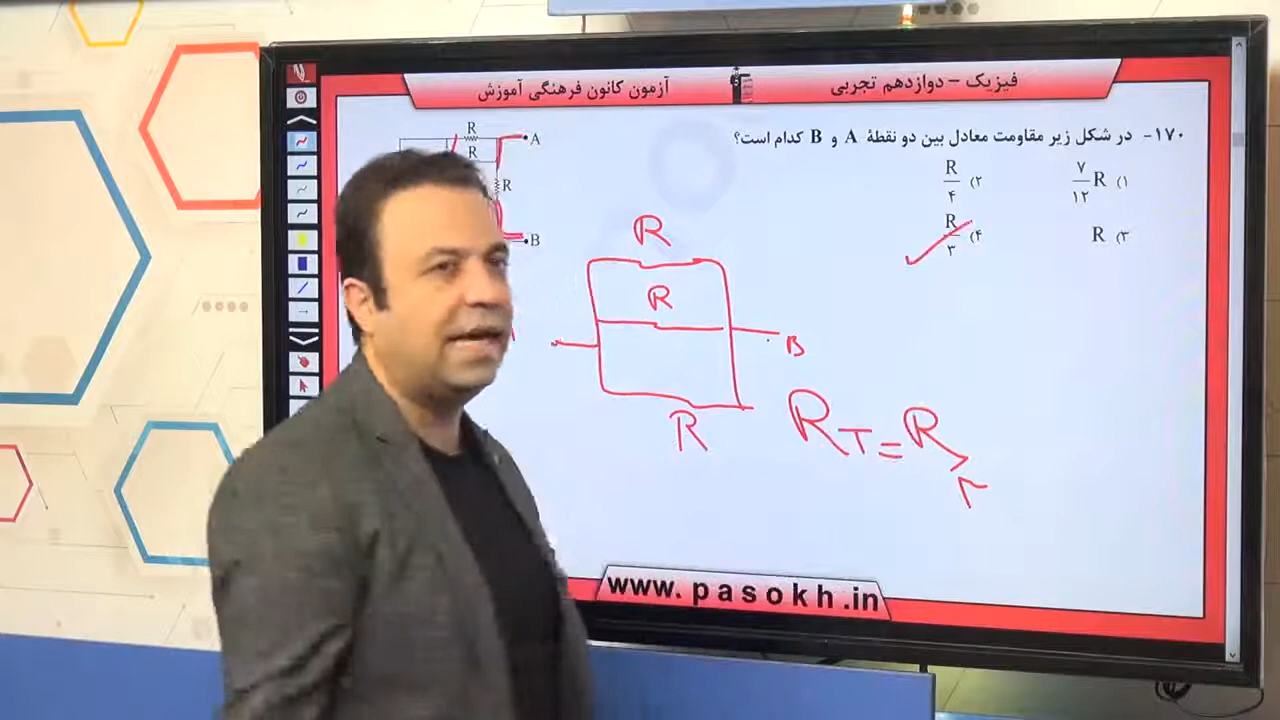 فیزیک – دوازدهم تجربی
آزمون کانون فرهنگی آموزش
۱۷۰- در شکل زیر مقاومت معادل بین دو نقطهٔ A و B کدام است؟
۱) ۷/۱۲ R
۲) R/۴
۳) R
۴) R/۳
R
A
R
R
B
R
R
B
R
R_T = R/۳
www.pasokh.in